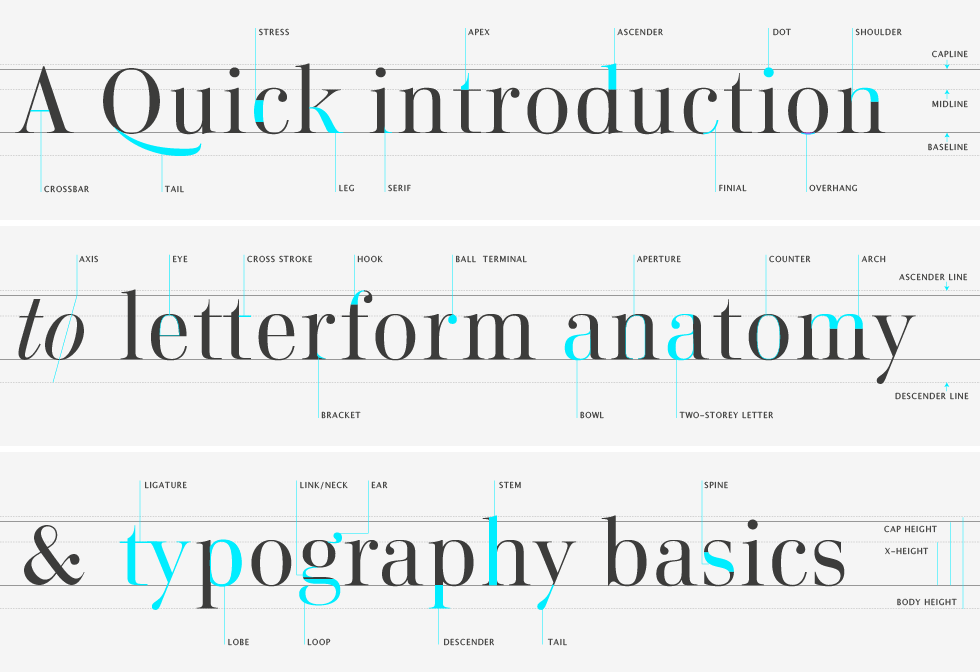 STRESS APEX ASCENDER DOT SHOULDER
CAPLINE
A Quick introduction
MIDLINE
BASELINE
CROSSBAR TAIL LEG SERIF FINIAL OVERHANG
AXIS EYE CROSS STROKE HOOK BALL TERMINAL APERTURE COUNTER ARCH
ASCENDER LINE
to letterform anatomy
DESCENDER LINE
BRACKET BOWL TWO-STOREY LETTER
LIGATURE LINK/NECK EAR STEM SPINE
CAP HEIGHT
& typography basics
X-HEIGHT
BODY HEIGHT
LOBE LOOP DESCENDER TAIL